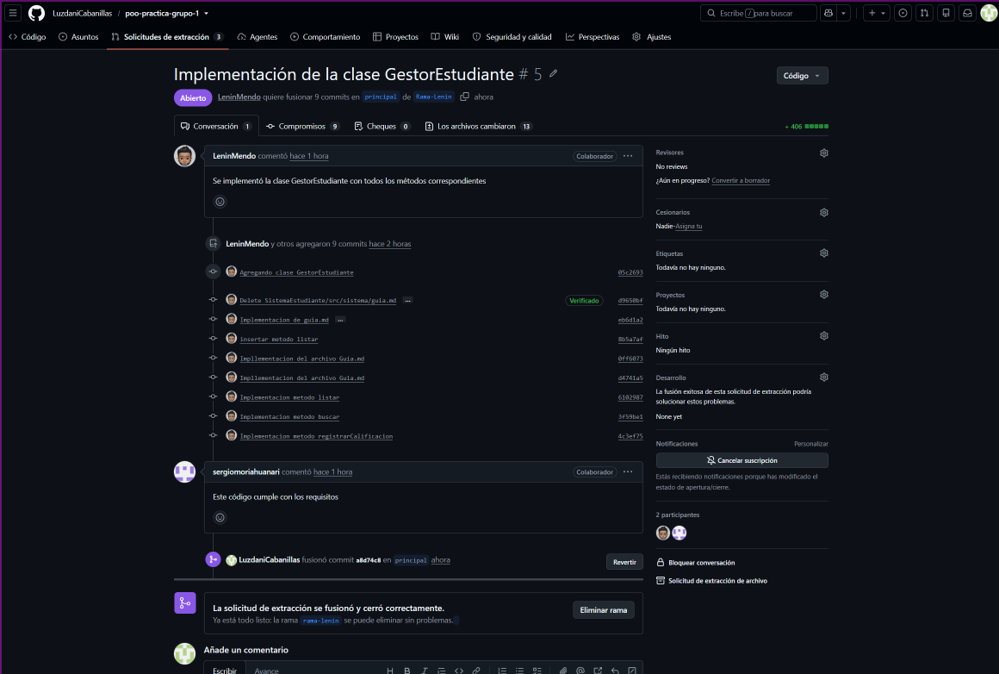 LuzdaniCabanillas / poo-practica-grupo-1
Escribe / para buscar
Código
Asuntos
Solicitudes de extracción 3
Agentes
Comportamiento
Proyectos
Wiki
Seguridad y calidad
Perspectivas
Ajustes
Implementación de la clase GestorEstudiante # 5
Código
Abierto
LeninMendo quiere fusionar 9 commits en principal de Rama-Lenin ahora
Conversación 1
Compromisos 9
Cheques 0
Los archivos cambiaron 13
+ 406
LeninMendo comentó hace 1 hora
Colaborador
Se implementó la clase GestorEstudiante con todos los métodos correspondientes
LeninMendo y otros agregaron 9 commits hace 2 horas
Agregando clase GestorEstudiante 05c2693
Delete SistemaEstudiante/src/sistema/guia.md ... Verificado d9650bf
Implementacion de guia.md ... eb6d1a2
insertar metodo listar 8b5a7af
Impllementacion del archivo Guia.md 0ff6073
Impllementacion del archivo Guia.md d4741a5
Implementacion metodo listar 6102987
Implementacion metodo buscar 3f59be1
Implementacion metodo registrarCalificacion 4c3ef75
sergiomoriahuanari comentó hace 1 hora
Colaborador
Este código cumple con los requisitos
LuzdaniCabanillas fusionó commit a8d74c8 en principal ahora
Revertir
La solicitud de extracción se fusionó y cerró correctamente.
Ya está todo listo: la rama rama-lenin se puede eliminar sin problemas.
Eliminar rama
Añade un comentario
Escribir
Avance
H B I
Revisores
No reviews
¿Aún en progreso? Convertir a borrador
Cesionarios
Nadie-Asigna tu
Etiquetas
Todavía no hay ninguno.
Proyectos
Todavía no hay ninguno.
Hito
Ningún hito
Desarrollo
La fusión exitosa de esta solicitud de extracción podría
solucionar estos problemas.
None yet
Notificaciones
Personalizar
Cancelar suscripción
Estás recibiendo notificaciones porque has modificado el
estado de apertura/cierre.
2 participantes
Bloquear conversación
Solicitud de extracción de archivo